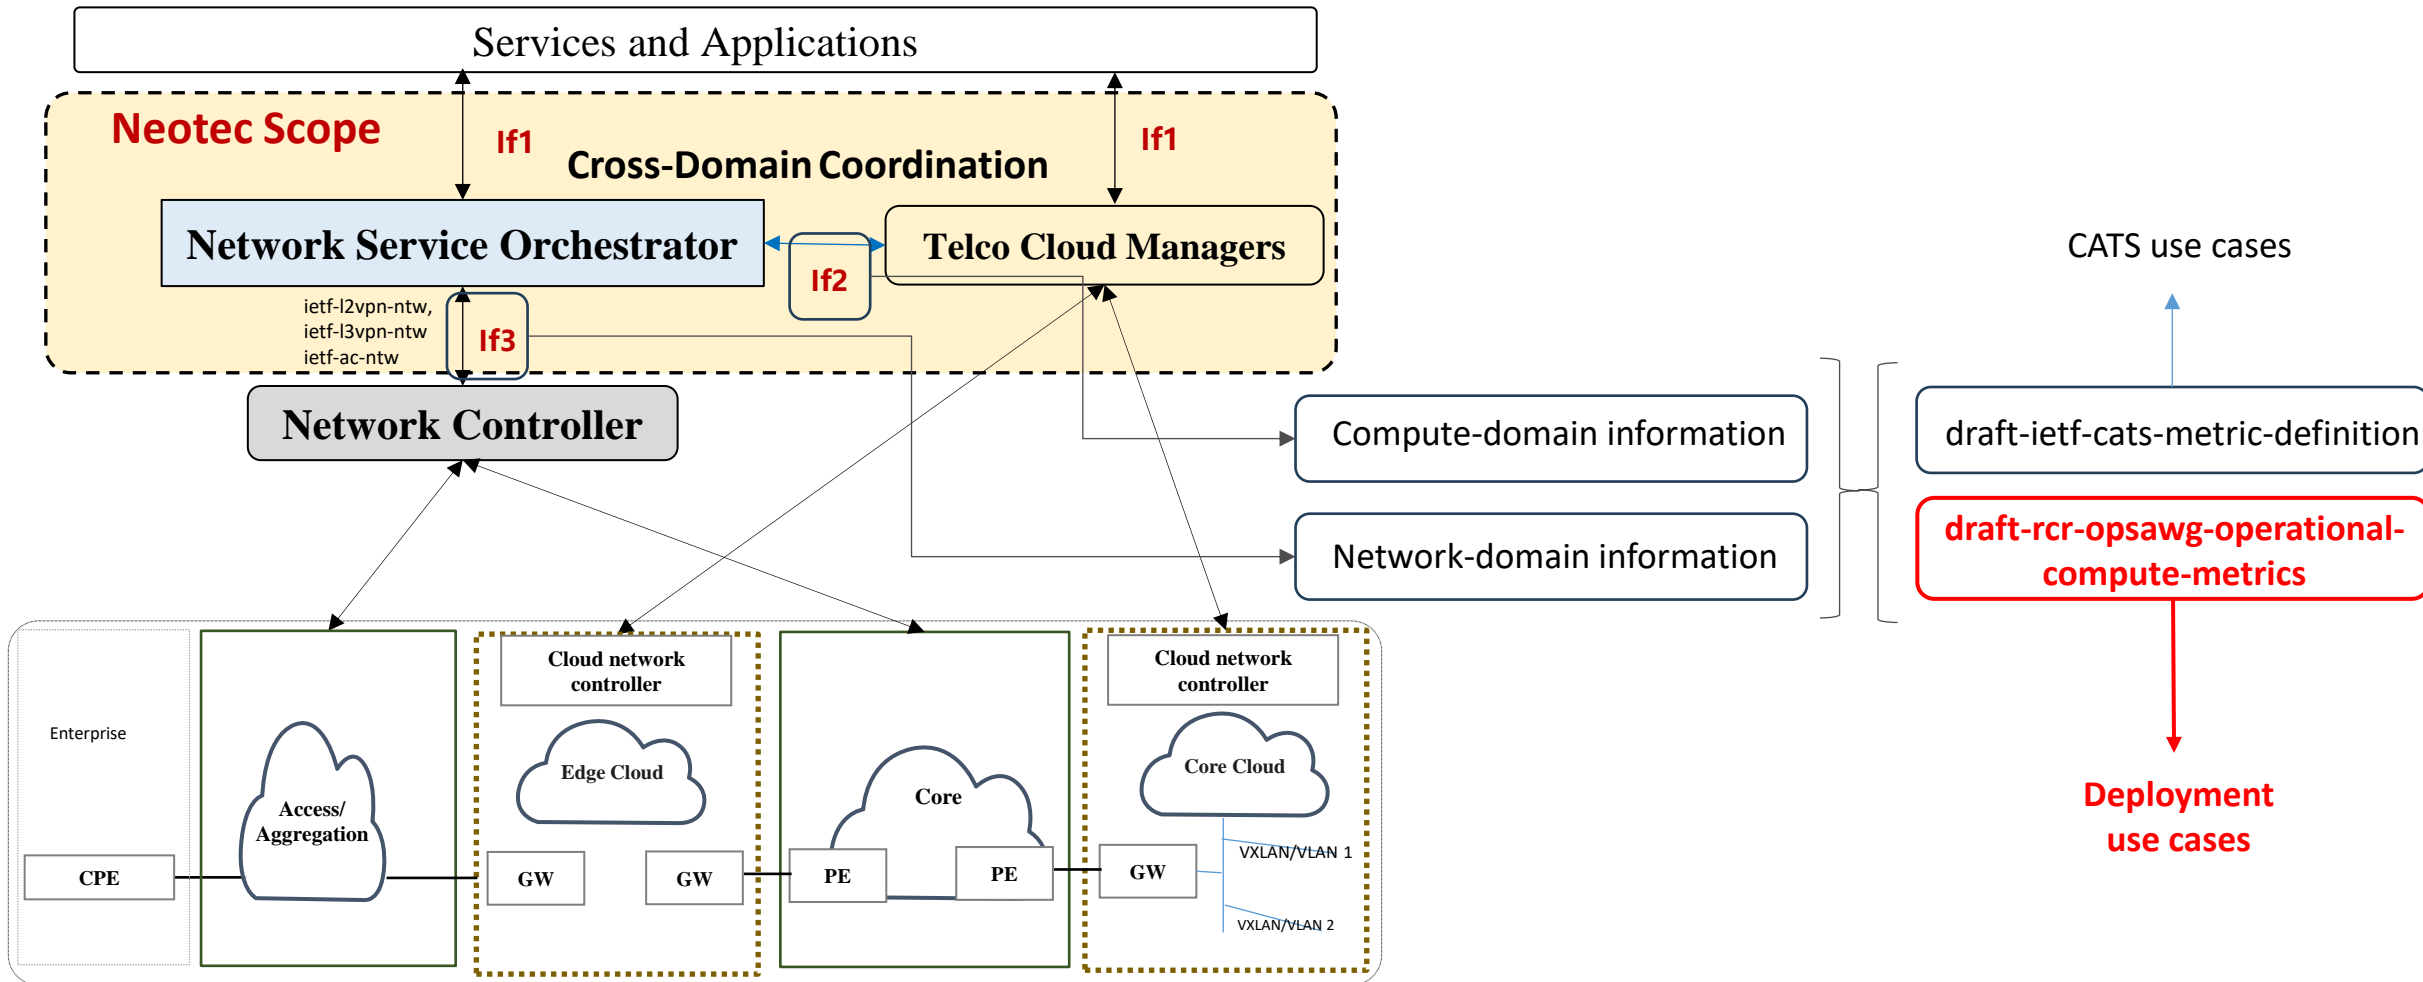 Services and Applications
Neotec Scope
If1
If1
Cross-Domain Coordination
Network Service Orchestrator
Telco Cloud Managers
If2
ietf-l2vpn-ntw,
ietf-l3vpn-ntw
ietf-ac-ntw
If3
Network Controller
CATS use cases
Compute-domain information
draft-ietf-cats-metric-definition
Network-domain information
draft-rcr-opsawg-operational-
compute-metrics
Deployment
use cases
Enterprise
CPE
Access/
Aggregation
Cloud network
controller
Edge Cloud
GW
GW
Core
PE
PE
Cloud network
controller
Core Cloud
GW
VXLAN/VLAN 1
VXLAN/VLAN 2